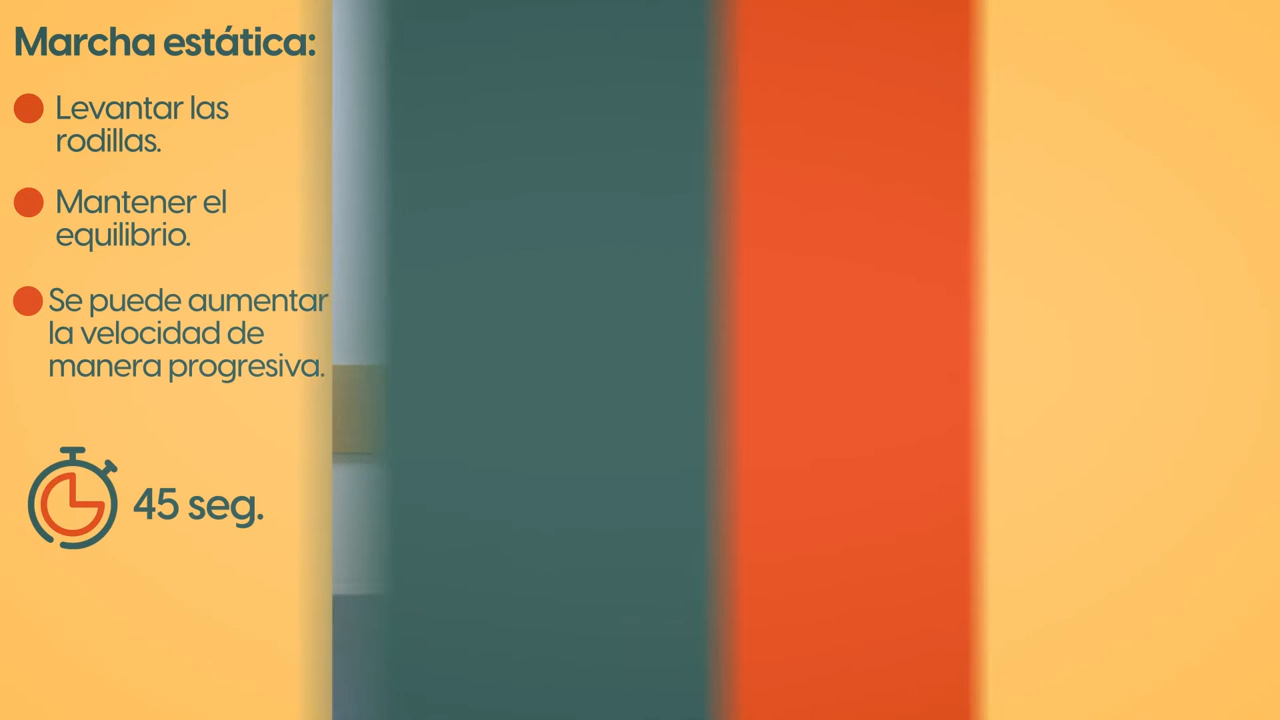 Marcha estática:
Levantar las
rodillas.
Mantener el
equilibrio.
Se puede aumentar
la velocidad de
manera progresiva.
45 seg.